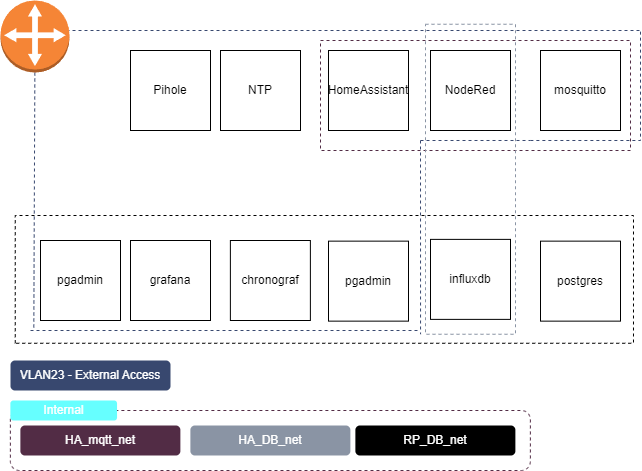 Pihole
NTP
HomeAssistant
NodeRed
mosquitto
pgadmin
grafana
chronograf
pgadmin
influxdb
postgres
VLAN23 - External Access
Internal
HA_mqtt_net
HA_DB_net
RP_DB_net